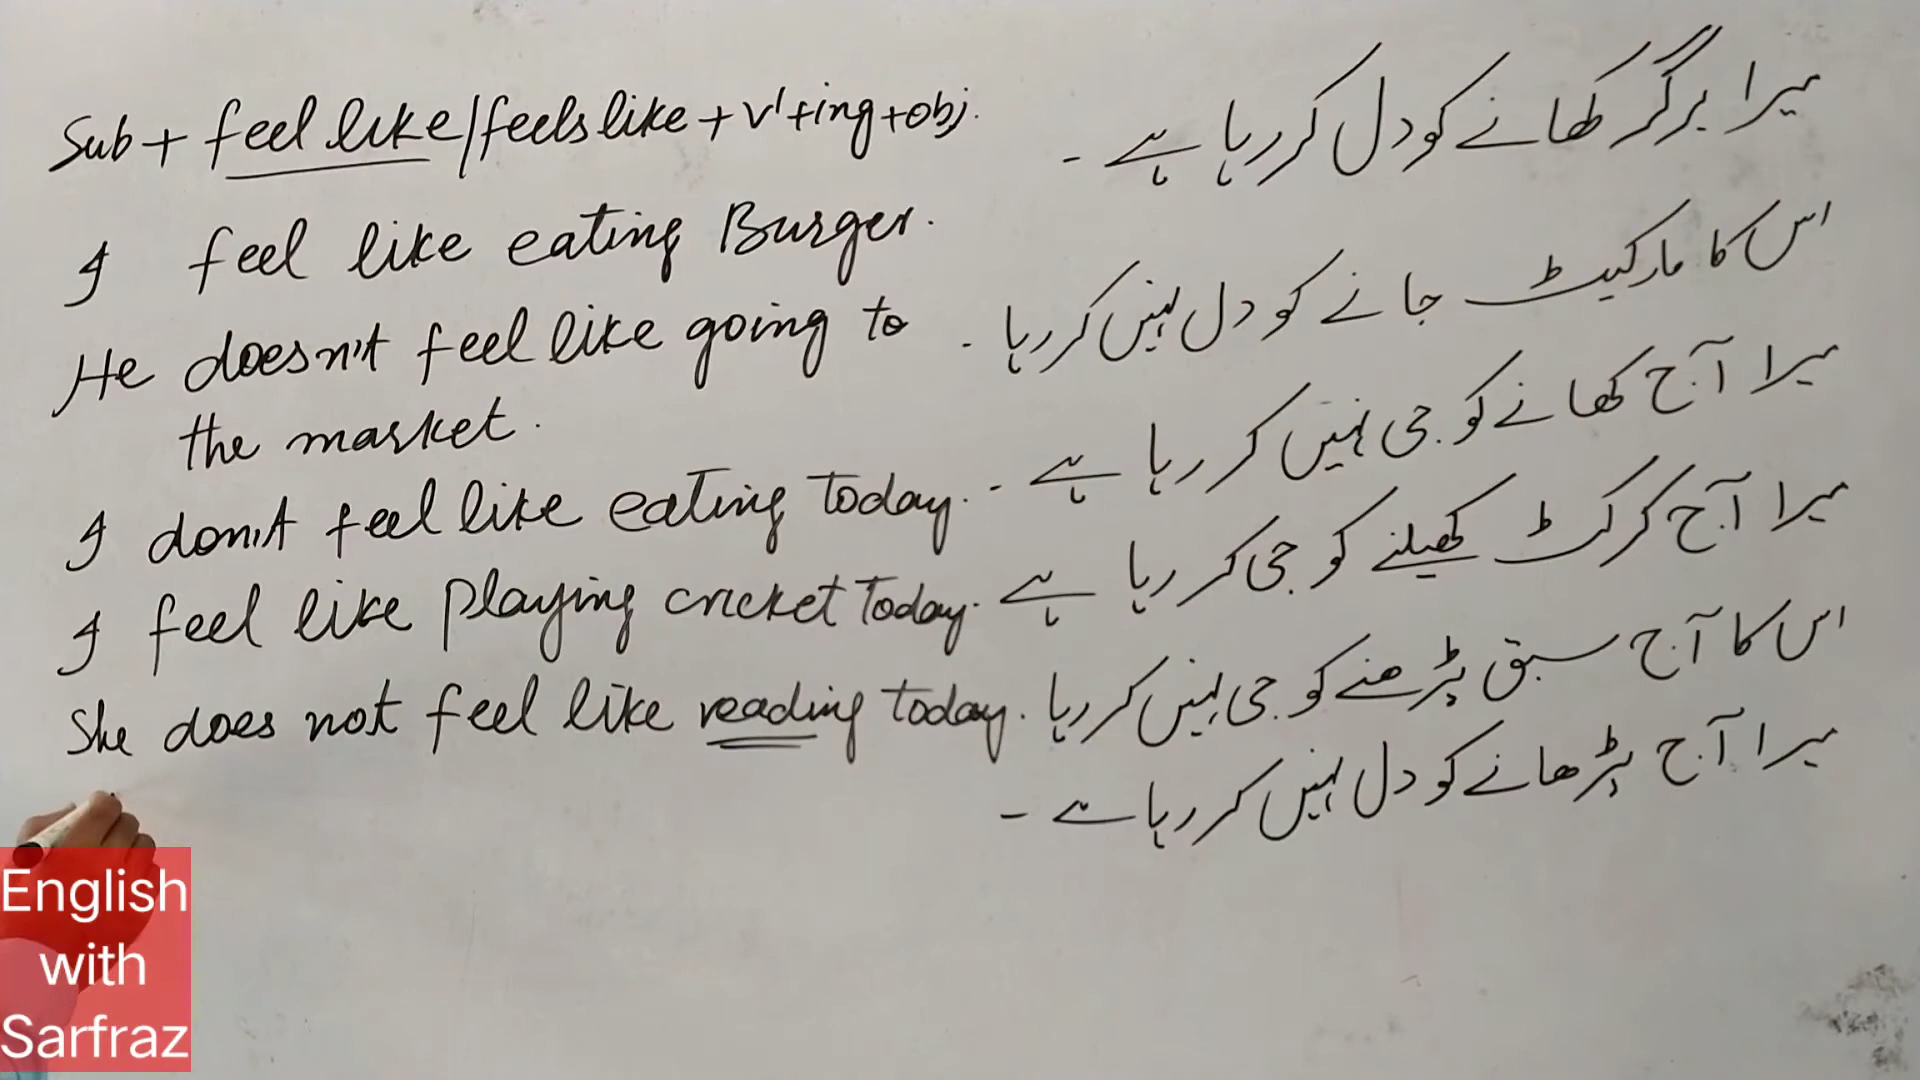 Sub + feel like/feels like + v¹+ing+obj.
میرا برگر کھانے کو دل کر رہا ہے -
I feel like eating Burger.
اس کا مارکیٹ جانے کو دل نہیں کر رہا -
He doesn't feel like going to
the market.
میرا آج کھانے کو جی نہیں کر رہا ہے -
I don't feel like eating today.
میرا آج کرکٹ کھیلنے کو جی کر رہا ہے
I feel like playing cricket Today.
اس کا آج سبق پڑھنے کو جی نہیں کر رہا
She does not feel like reading today.
میرا آج پڑھانے کو دل نہیں کر رہا ہے -
English
with
Sarfraz